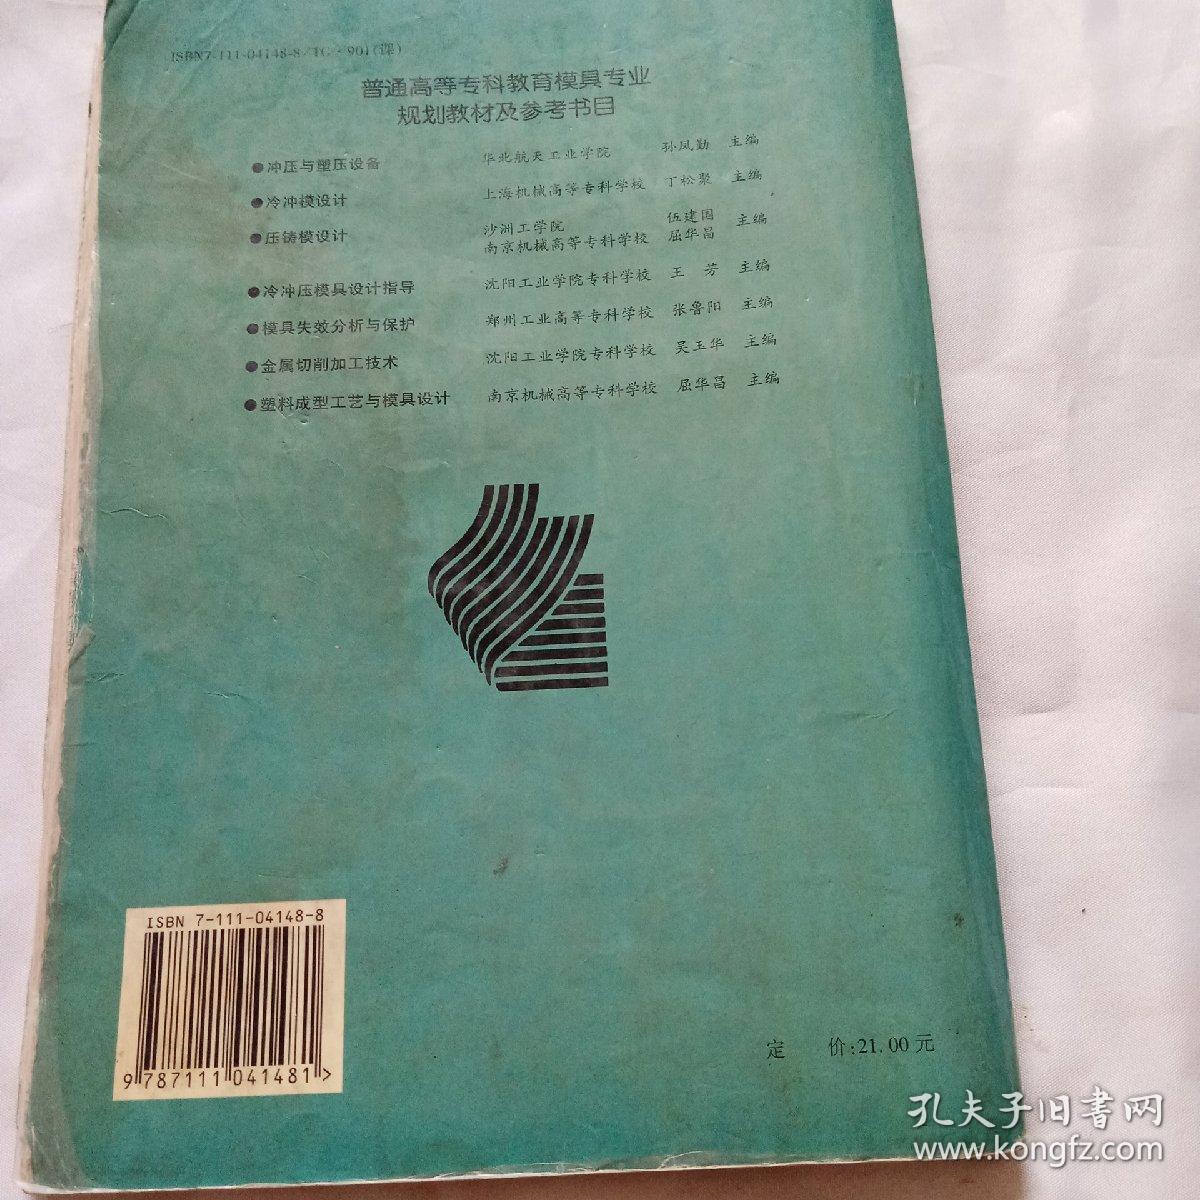 ISBN7-111-04148-8/TG·901(课)
普通高等专科教育模具专业
规划教材及参考书目
●冲压与塑压设备 华北航天工业学院 孙凤勤 主编
●冷冲模设计 上海机械高等专科学校 丁松聚 主编
●压铸模设计 沙洲工学院 伍建国 主编
南京机械高等专科学校 屈华昌
●冷冲压模具设计指导 沈阳工业学院专科学校 王芳 主编
●模具失效分析与保护 郑州工业高等专科学校 张鲁阳 主编
●金属切削加工技术 沈阳工业学院专科学校 吴玉华 主编
●塑料成型工艺与模具设计 南京机械高等专科学校 屈华昌 主编
ISBN 7-111-04148-8
9 787111 041481 >
定 价:21.00元
孔夫子旧書网
www.kongfz.com